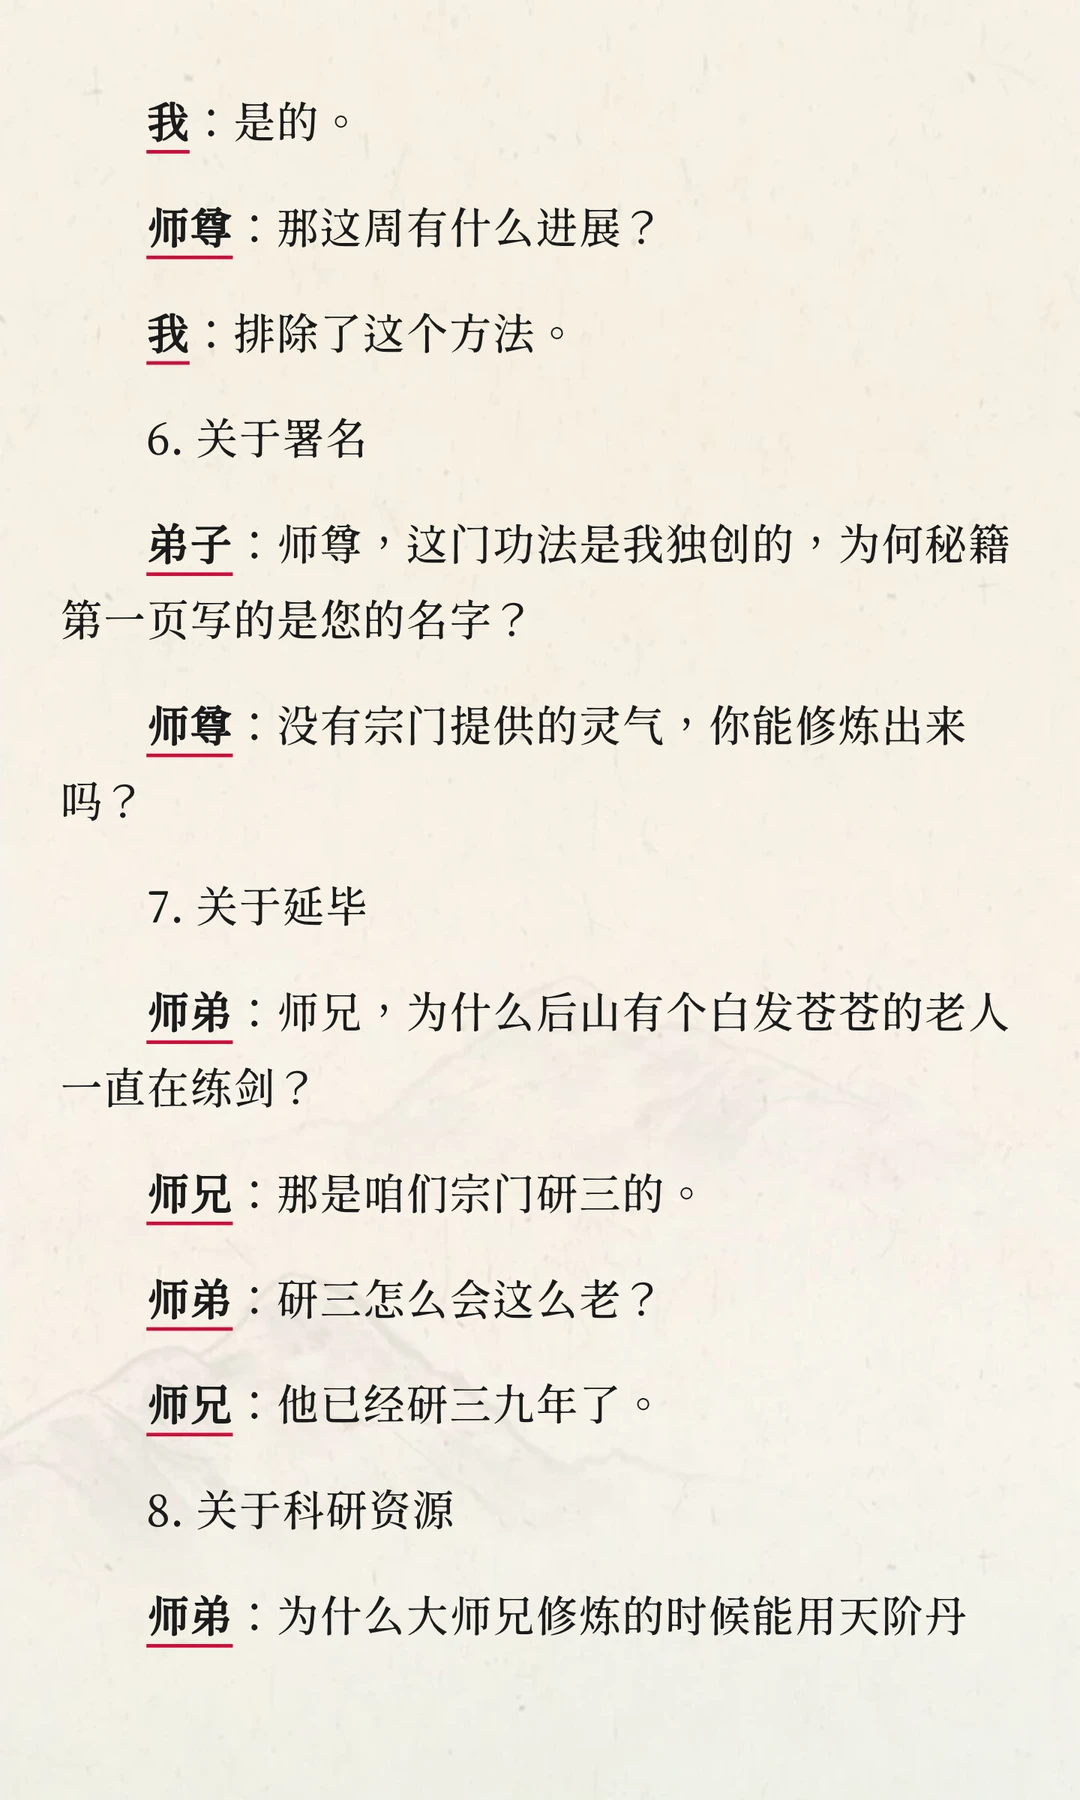 我：是的。
师尊：那这周有什么进展？
我：排除了这个方法。
6. 关于署名
弟子：师尊，这门功法是我独创的，为何秘籍
第一页写的是您的名字？
师尊：没有宗门提供的灵气，你能修炼出来
吗？
7. 关于延毕
师弟：师兄，为什么后山有个白发苍苍的老人
一直在练剑？
师兄：那是咱们宗门研三的。
师弟：研三怎么会这么老？
师兄：他已经研三九年了。
8. 关于科研资源
师弟：为什么大师兄修炼的时候能用天阶丹